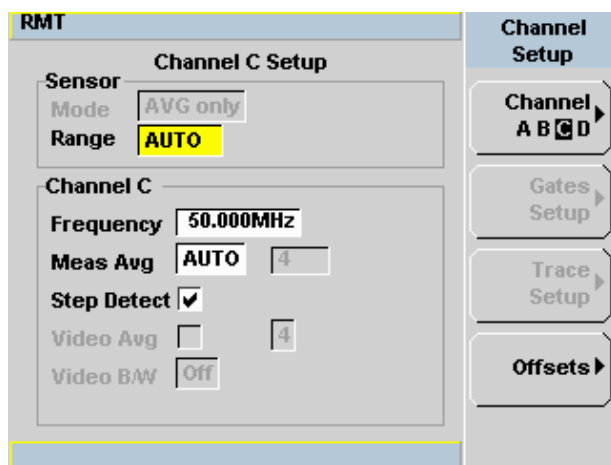 RMT
Channel C Setup
Sensor
Mode AVG only
Range AUTO
Channel C
Frequency 50.000MHz
Meas Avg AUTO 4
Step Detect
Video Avg 4
Video B/W Off
Channel
Setup
Channel
A B C D
Gates
Setup
Trace
Setup
Offsets